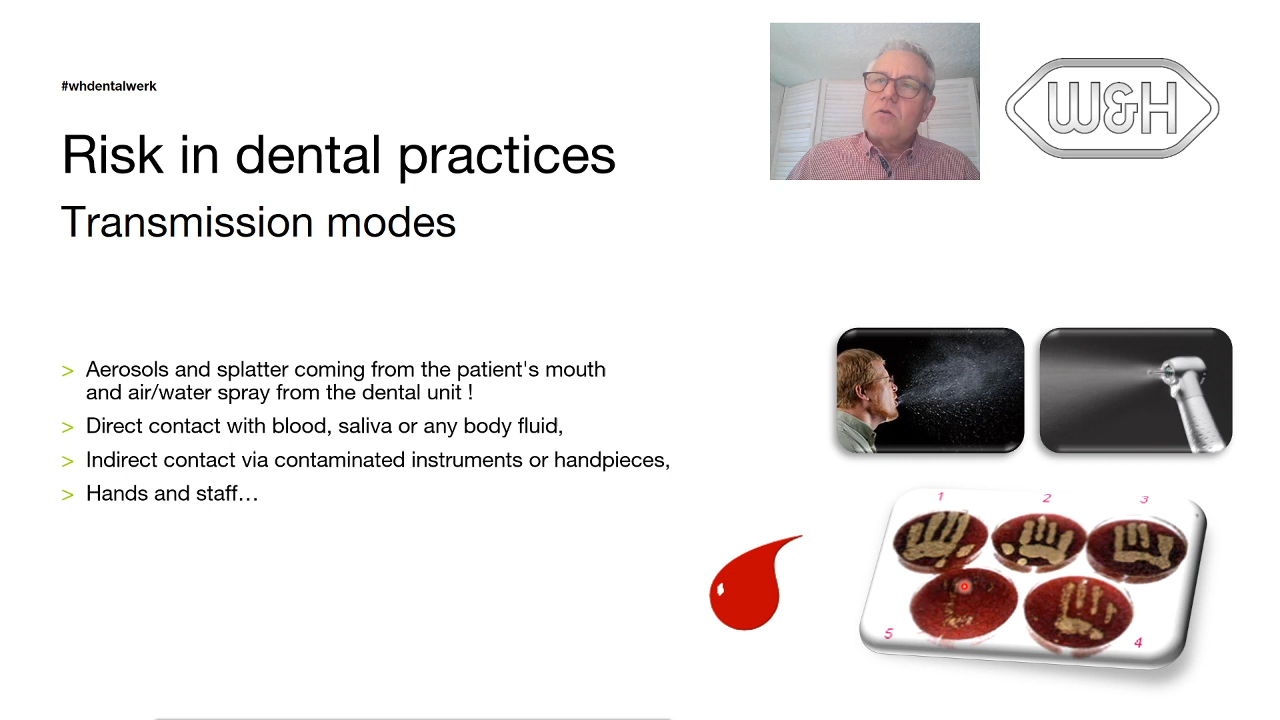 #whdentalwerk
W&H
Risk in dental practices
Transmission modes
> Aerosols and splatter coming from the patient's mouth
and air/water spray from the dental unit !
> Direct contact with blood, saliva or any body fluid,
> Indirect contact via contaminated instruments or handpieces,
> Hands and staff…
1 2 3
5 4